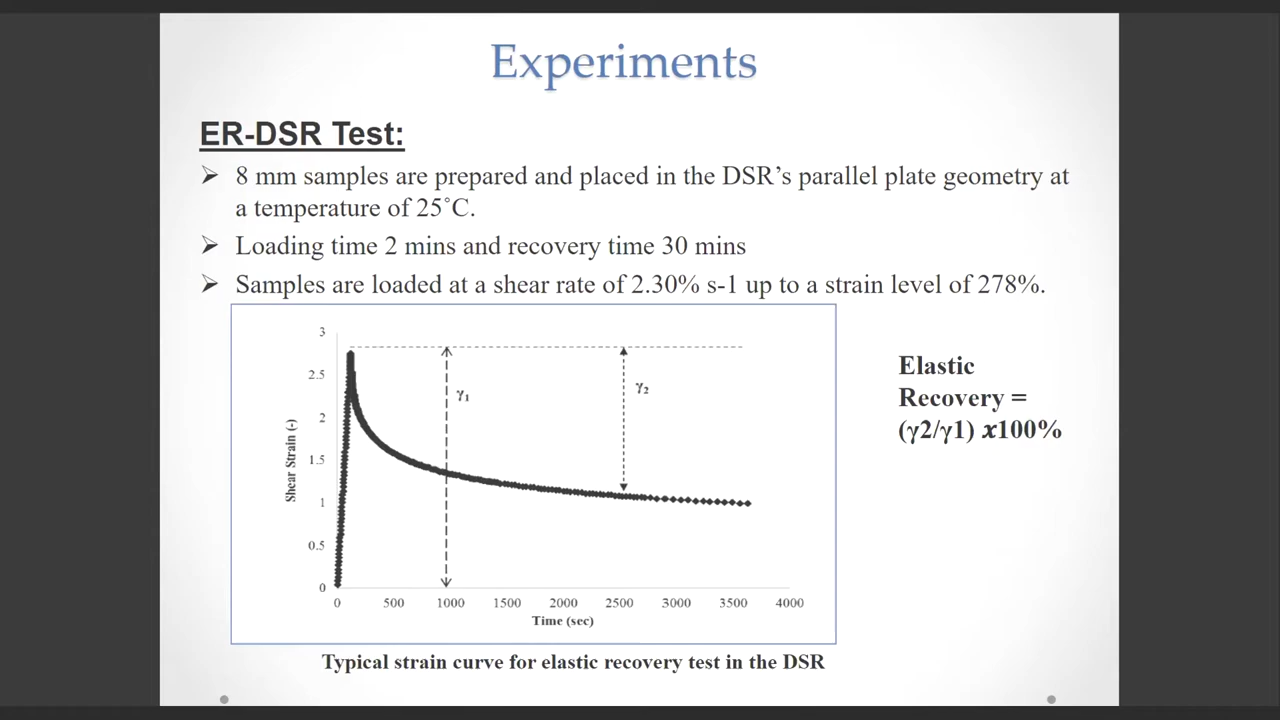 Experiments
ER-DSR Test:
➢ 8 mm samples are prepared and placed in the DSR’s parallel plate geometry at
a temperature of 25˚C.
➢ Loading time 2 mins and recovery time 30 mins
➢ Samples are loaded at a shear rate of 2.30% s-1 up to a strain level of 278%.
3
2.5
2
1.5
1
0.5
0
Shear Strain (-)
γ1
γ2
0 500 1000 1500 2000 2500 3000 3500 4000
Time (sec)
Elastic
Recovery =
(γ2/γ1) x100%
Typical strain curve for elastic recovery test in the DSR